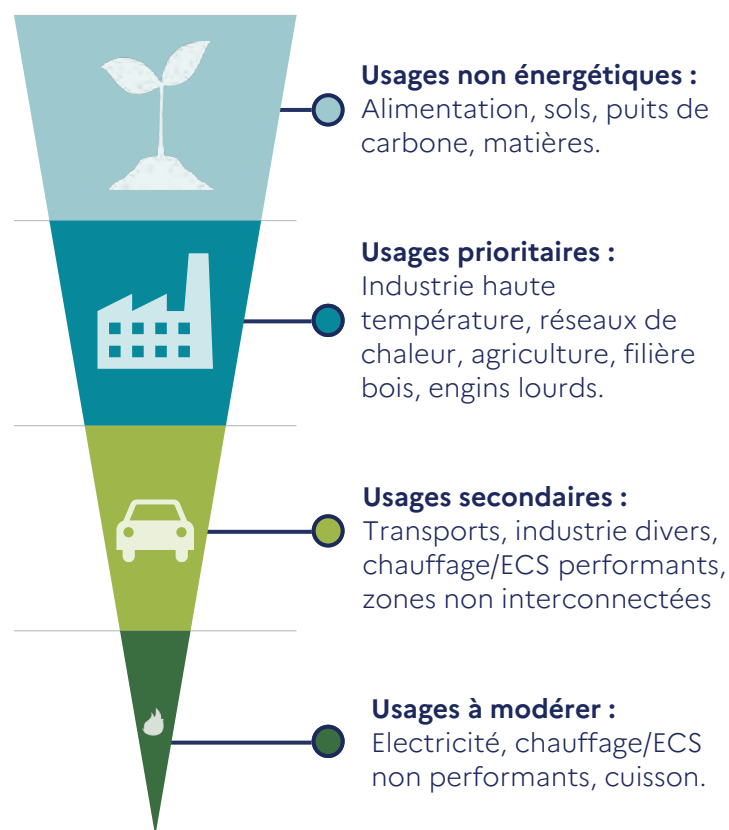 Usages non énergétiques :
Alimentation, sols, puits de
carbone, matières.
Usages prioritaires :
Industrie haute
température, réseaux de
chaleur, agriculture, filière
bois, engins lourds.
Usages secondaires :
Transports, industrie divers,
chauffage/ECS performants,
zones non interconnectées
Usages à modérer :
Electricité, chauffage/ECS
non performants, cuisson.